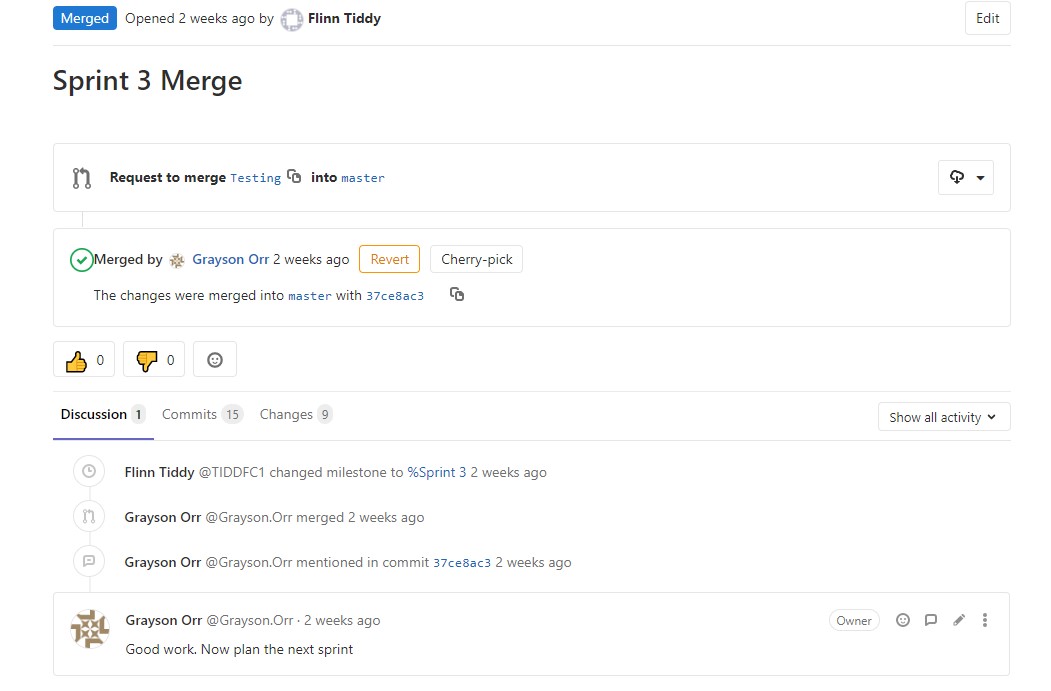 Merged Opened 2 weeks ago by Flinn Tiddy Edit
Sprint 3 Merge
Request to merge Testing into master
Merged by Grayson Orr 2 weeks ago Revert Cherry-pick
The changes were merged into master with 37ce8ac3
0 0
Discussion 1 Commits 15 Changes 9 Show all activity
Flinn Tiddy @TIDDFC1 changed milestone to %Sprint 3 2 weeks ago
Grayson Orr @Grayson.Orr merged 2 weeks ago
Grayson Orr @Grayson.Orr mentioned in commit 37ce8ac3 2 weeks ago
Grayson Orr @Grayson.Orr · 2 weeks ago Owner
Good work. Now plan the next sprint